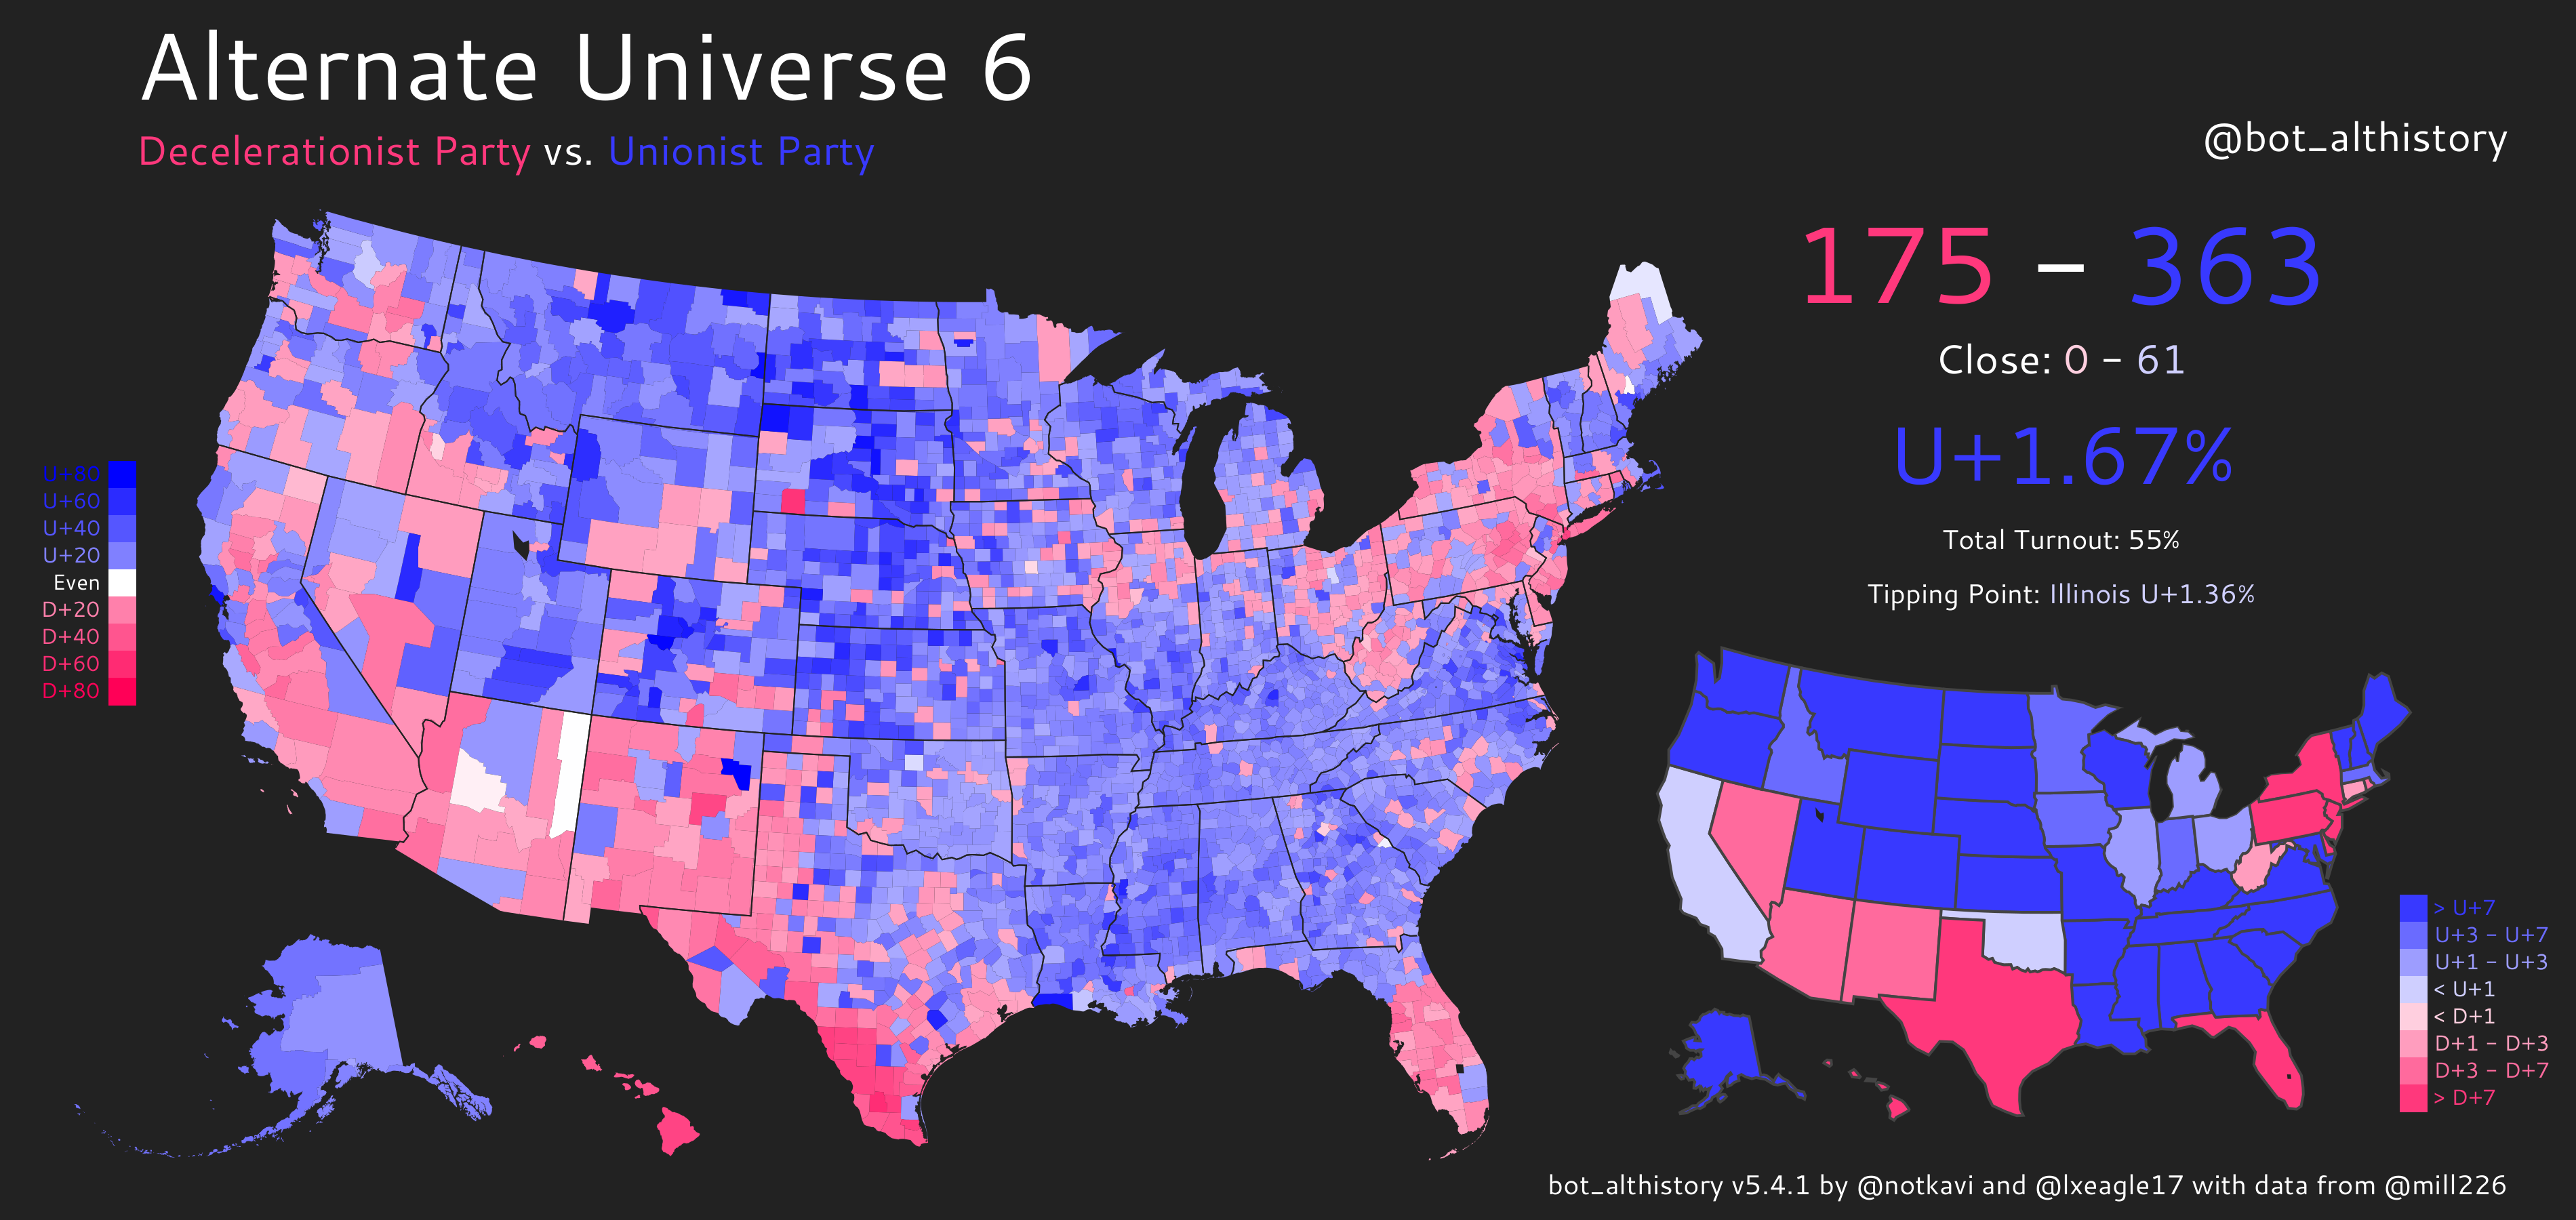 Alternate Universe 6
Decelerationist Party vs. Unionist Party
@bot_althistory
175 – 363
Close: 0 – 61
U+1.67%
Total Turnout: 55%
Tipping Point: Illinois U+1.36%
U+80
U+60
U+40
U+20
Even
D+20
D+40
D+60
D+80
> U+7
U+3 – U+7
U+1 – U+3
< U+1
< D+1
D+1 – D+3
D+3 – D+7
> D+7
bot_althistory v5.4.1 by @notkavi and @lxeagle17 with data from @mill226